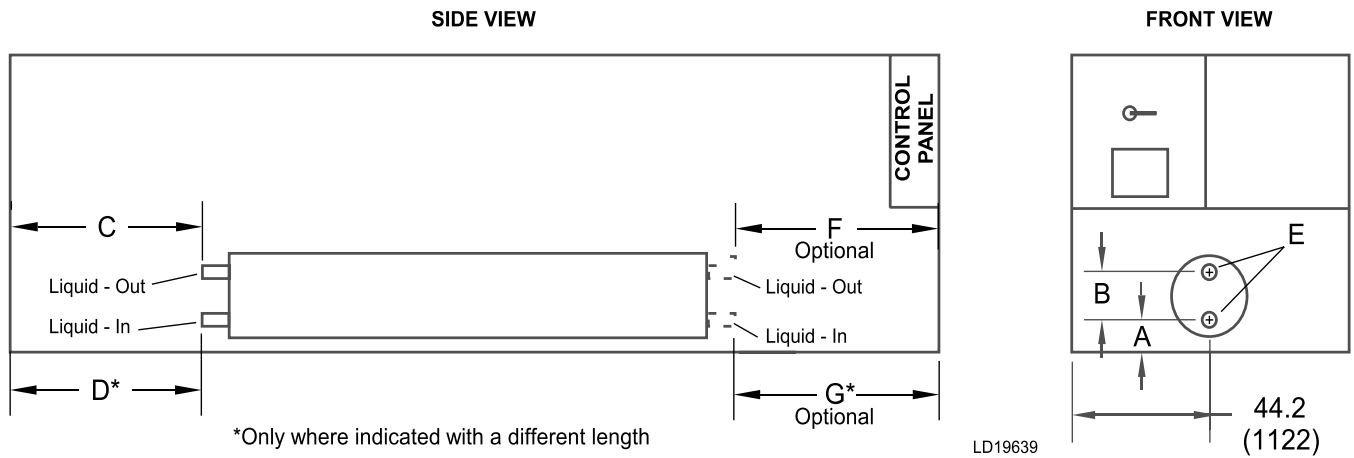 SIDE VIEW
FRONT VIEW
CONTROL
PANEL
C
F
Optional
Liquid - Out
Liquid - In
Liquid - Out
Liquid - In
D*
G*
Optional
*Only where indicated with a different length
E
B
A
44.2
(1122)
LD19639